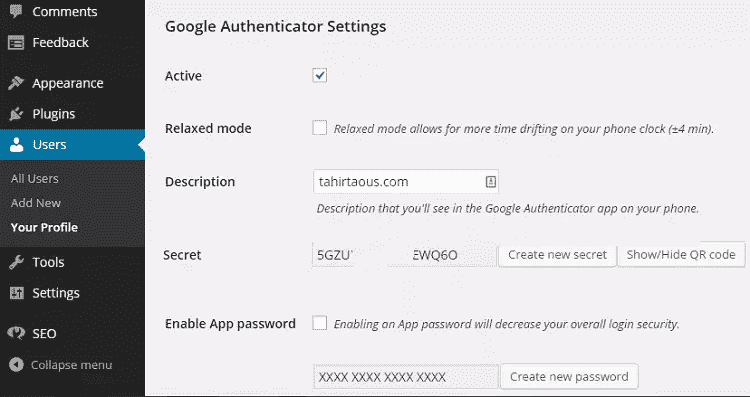 Comments
Feedback
Appearance
Plugins
Users
All Users
Add New
Your Profile
Tools
Settings
SEO
Collapse menu
Google Authenticator Settings
Active
Relaxed mode Relaxed mode allows for more time drifting on your phone clock (±4 min).
Description tahirtaous.com
Description that you'll see in the Google Authenticator app on your phone.
Secret 5GZU EWQ6O Create new secret Show/Hide QR code
Enable App password Enabling an App password will decrease your overall login security.
XXXX XXXX XXXX XXXX Create new password